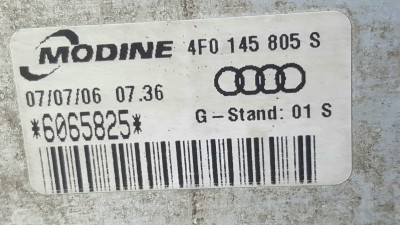 MODINE 4F0 145 805 S
07/07/06 07.36
G-Stand: 01 S
*6065825*